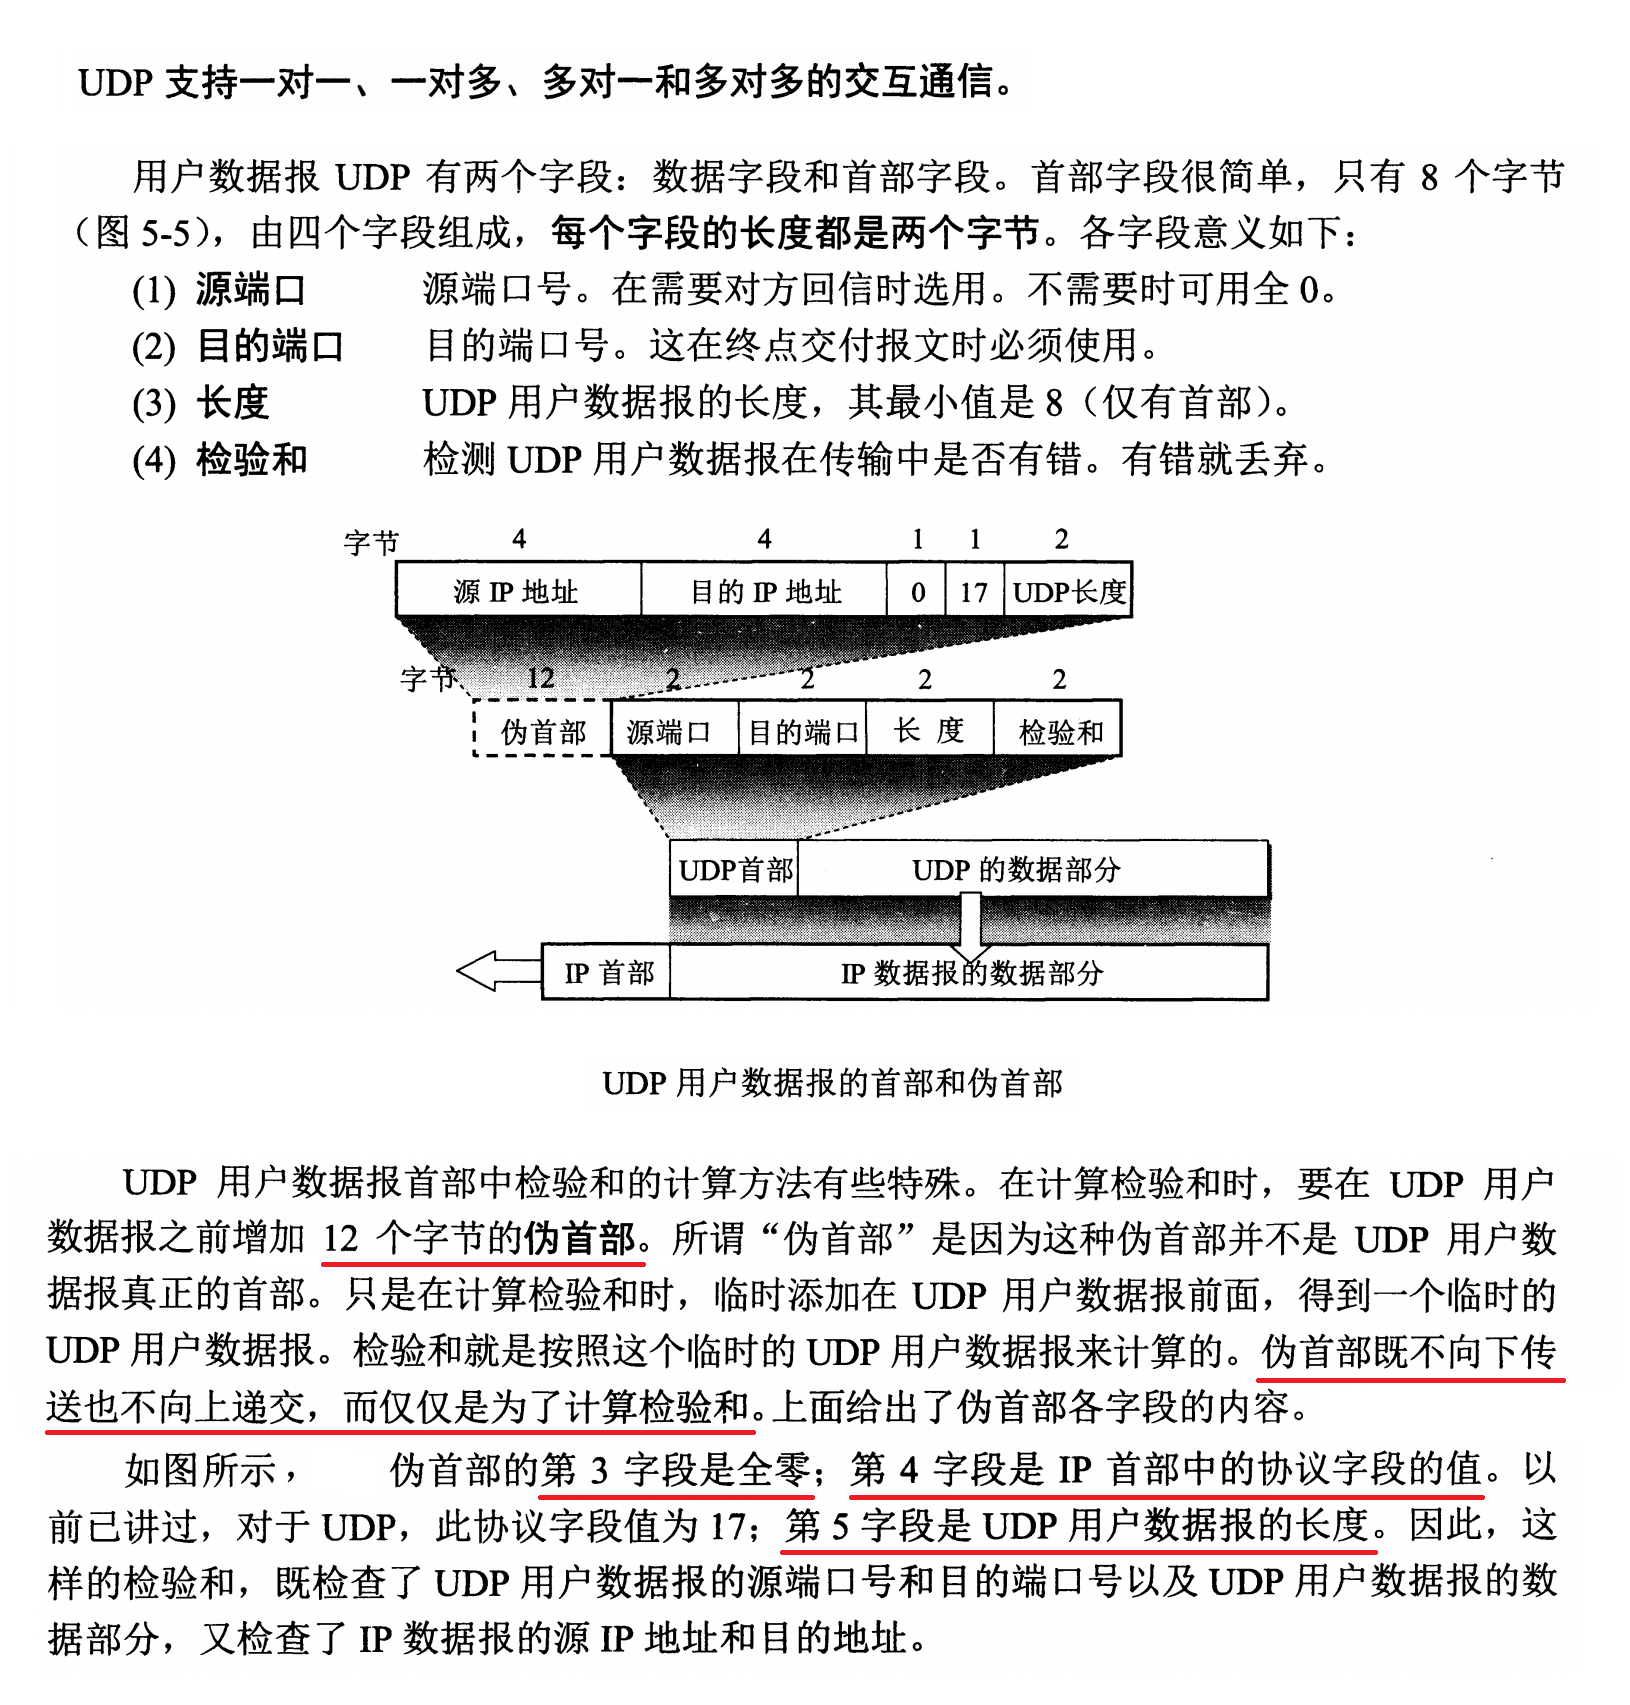 UDP 支持一对一、一对多、多对一和多对多的交互通信。
用户数据报 UDP 有两个字段：数据字段和首部字段。首部字段很简单，只有 8 个字节
（图 5-5），由四个字段组成，每个字段的长度都是两个字节。各字段意义如下：
(1) 源端口 源端口号。在需要对方回信时选用。不需要时可用全 0。
(2) 目的端口 目的端口号。这在终点交付报文时必须使用。
(3) 长度 UDP 用户数据报的长度，其最小值是 8（仅有首部）。
(4) 检验和 检测 UDP 用户数据报在传输中是否有错。有错就丢弃。
字节 4 4 1 1 2
源 IP 地址 目的 IP 地址 0 17 UDP长度
字节 12 2 2 2 2
伪首部 源端口 目的端口 长 度 检验和
UDP首部 UDP 的数据部分
IP 首部 IP 数据报的数据部分
UDP 用户数据报的首部和伪首部
UDP 用户数据报首部中检验和的计算方法有些特殊。在计算检验和时，要在 UDP 用户
数据报之前增加 12 个字节的伪首部。所谓“伪首部”是因为这种伪首部并不是 UDP 用户数
据报真正的首部。只是在计算检验和时，临时添加在 UDP 用户数据报前面，得到一个临时的
UDP 用户数据报。检验和就是按照这个临时的 UDP 用户数据报来计算的。伪首部既不向下传
送也不向上递交，而仅仅是为了计算检验和。上面给出了伪首部各字段的内容。
如图所示， 伪首部的第 3 字段是全零；第 4 字段是 IP 首部中的协议字段的值。以
前已讲过，对于 UDP，此协议字段值为 17；第 5 字段是 UDP 用户数据报的长度。因此，这
样的检验和，既检查了 UDP 用户数据报的源端口号和目的端口号以及 UDP 用户数据报的数
据部分，又检查了 IP 数据报的源 IP 地址和目的地址。